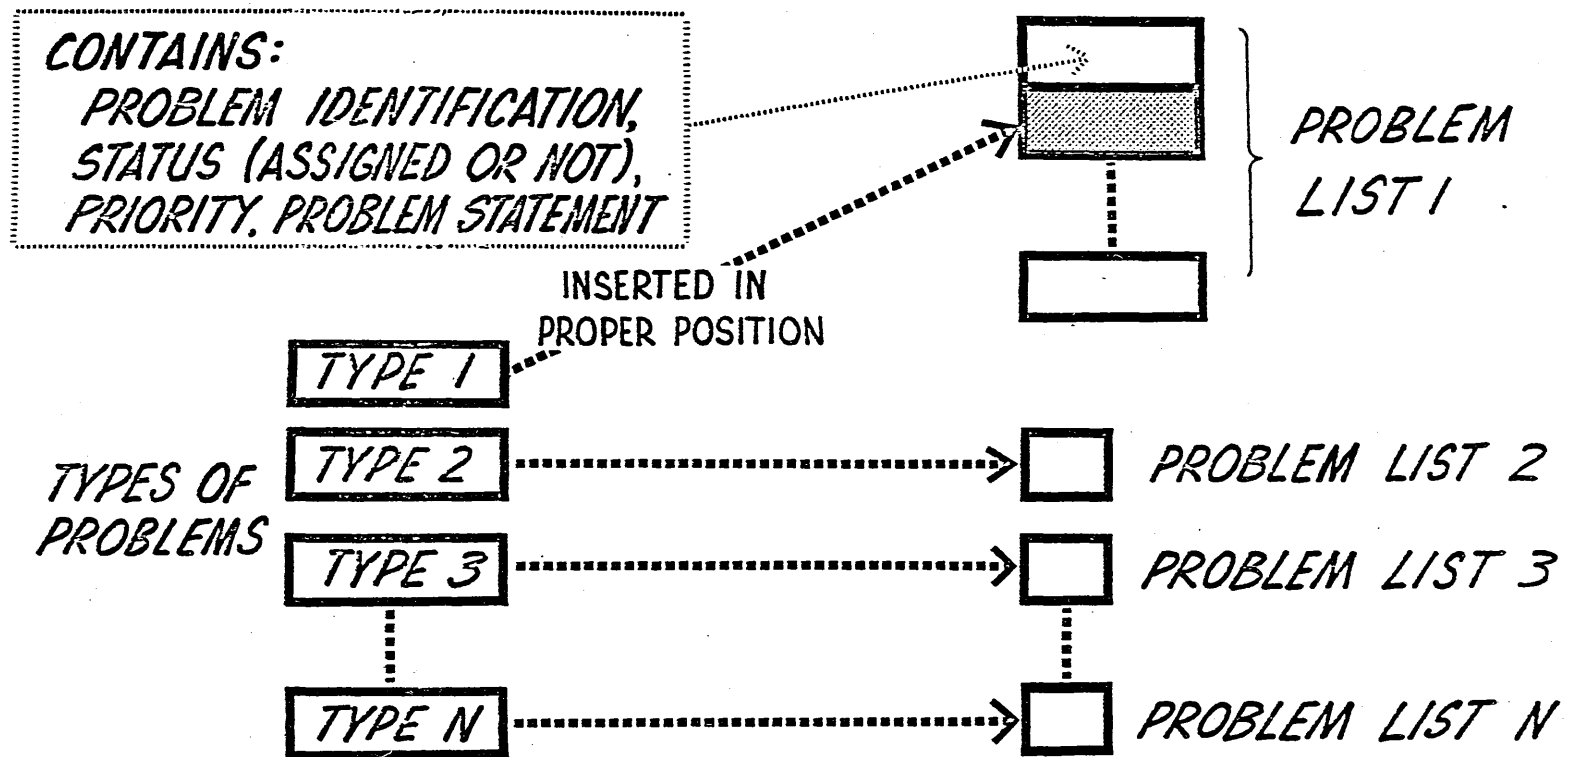 CONTAINS:
PROBLEM IDENTIFICATION,
STATUS (ASSIGNED OR NOT),
PRIORITY. PROBLEM STATEMENT
PROBLEM
LIST 1
INSERTED IN
PROPER POSITION
TYPE 1
TYPES OF
PROBLEMS
TYPE 2
PROBLEM LIST 2
TYPE 3
PROBLEM LIST 3
TYPE N
PROBLEM LIST N